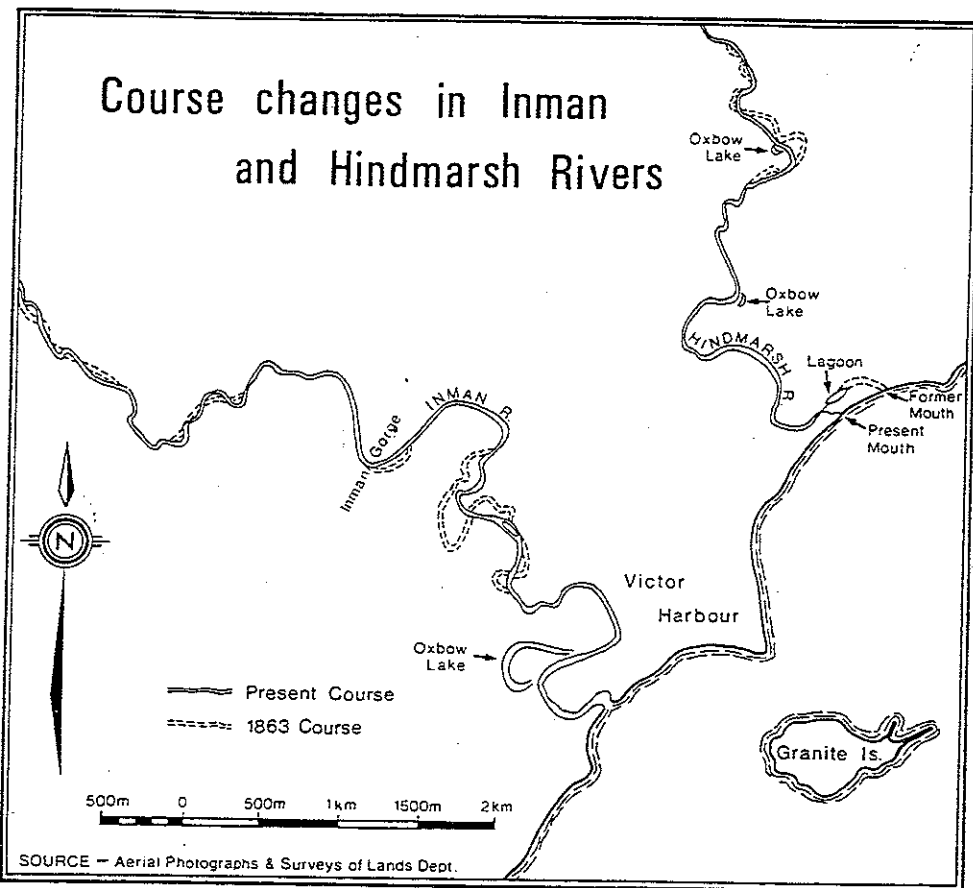 Course changes in Inman
and Hindmarsh Rivers
Oxbow
Lake
Oxbow
Lake
HINDMARSH R.
Lagoon
Former
Mouth
Present
Mouth
INMAN R.
Inman Gorge
N
Victor
Harbour
Oxbow
Lake
Present Course
1863 Course
Granite Is.
500m 0 500m 1km 1500m 2km
SOURCE — Aerial Photographs & Surveys of Lands Dept.